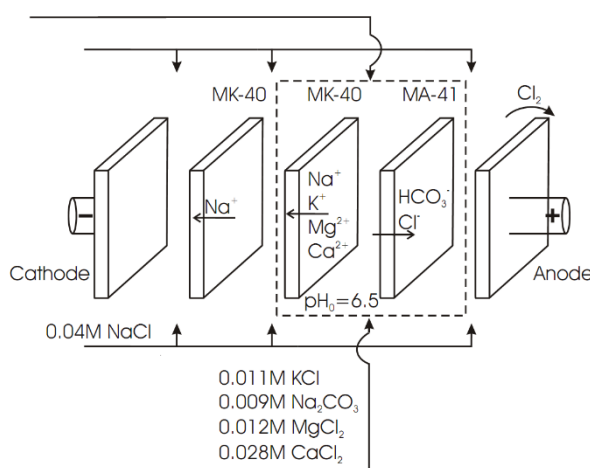 MK-40 MK-40 MA-41
Cl₂
Na⁺
Na⁺
K⁺
Mg²⁺
Ca²⁺
HCO₃⁻
Cl⁻
−
+
Cathode
Anode
pH₀=6.5
0.04M NaCl
0.011M KCl
0.009M Na₂CO₃
0.012M MgCl₂
0.028M CaCl₂